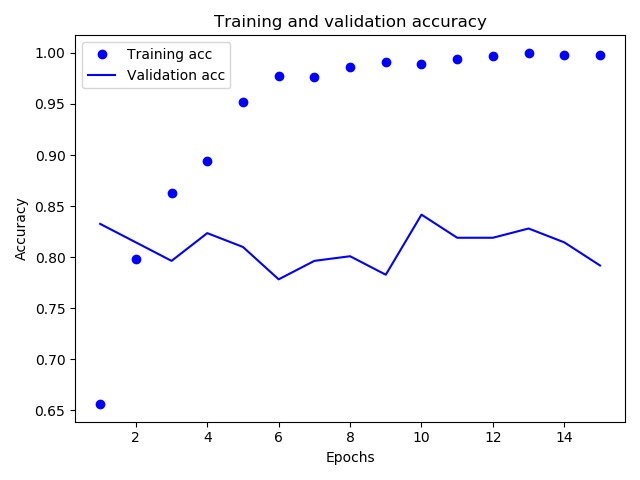 Training and validation accuracy
Training acc
Validation acc
1.00
0.95
0.90
0.85
0.80
0.75
0.70
0.65
Accuracy
2 4 6 8 10 12 14
Epochs